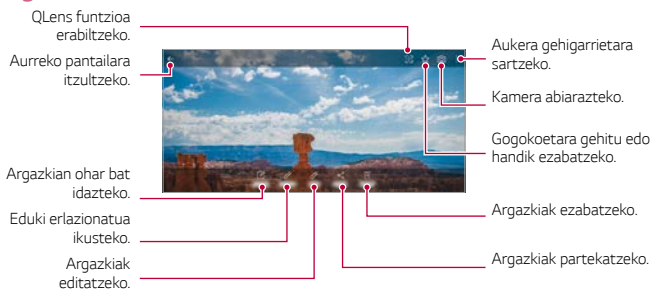 QLens funtzioa
erabiltzeko.
Aurreko pantailara
itzultzeko.
Argazkian ohar bat
idazteko.
Eduki erlazionatua
ikusteko.
Argazkiak
editatzeko.
Aukera gehigarrietara
sartzeko.
Kamera abiarazteko.
Gogokoetara gehitu edo
handik ezabatzeko.
Argazkiak ezabatzeko.
Argazkiak partekatzeko.